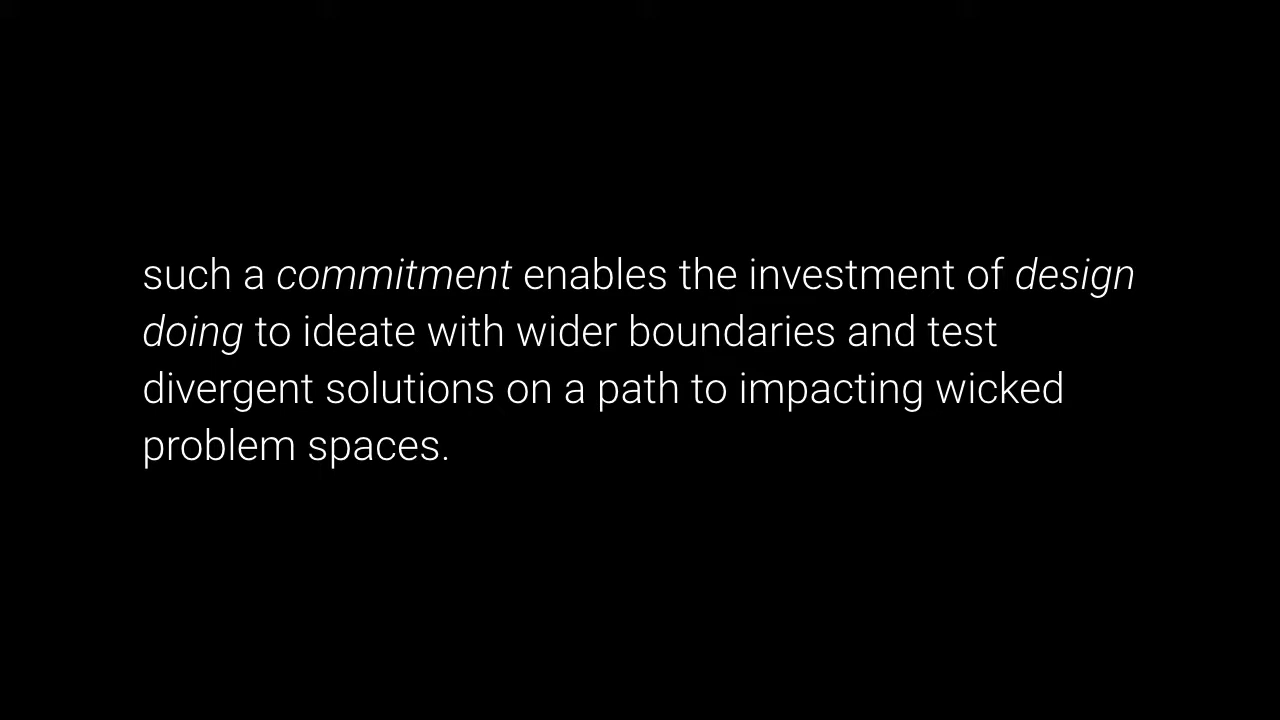 such a commitment enables the investment of design
doing to ideate with wider boundaries and test
divergent solutions on a path to impacting wicked
problem spaces.